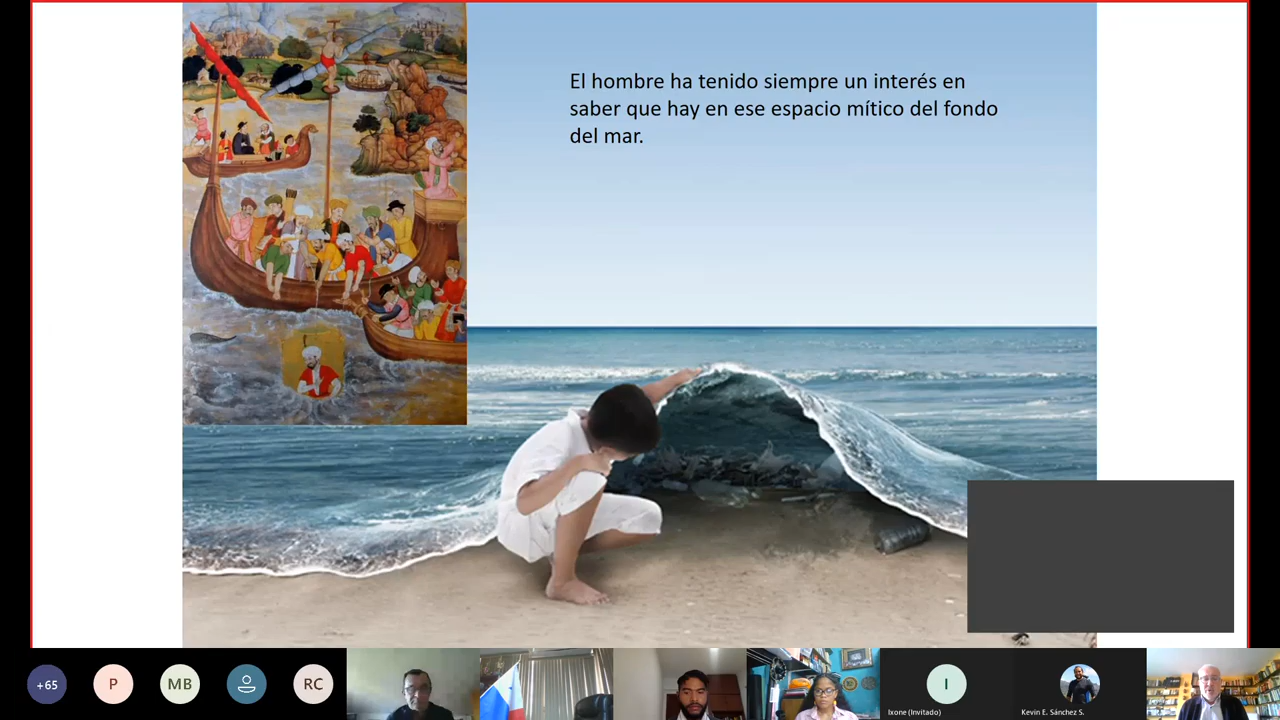 El hombre ha tenido siempre un interés en
saber que hay en ese espacio mítico del fondo
del mar.
+65
P
MB
RC
I
Ixone (Invitado)
Kevin E. Sánchez S.